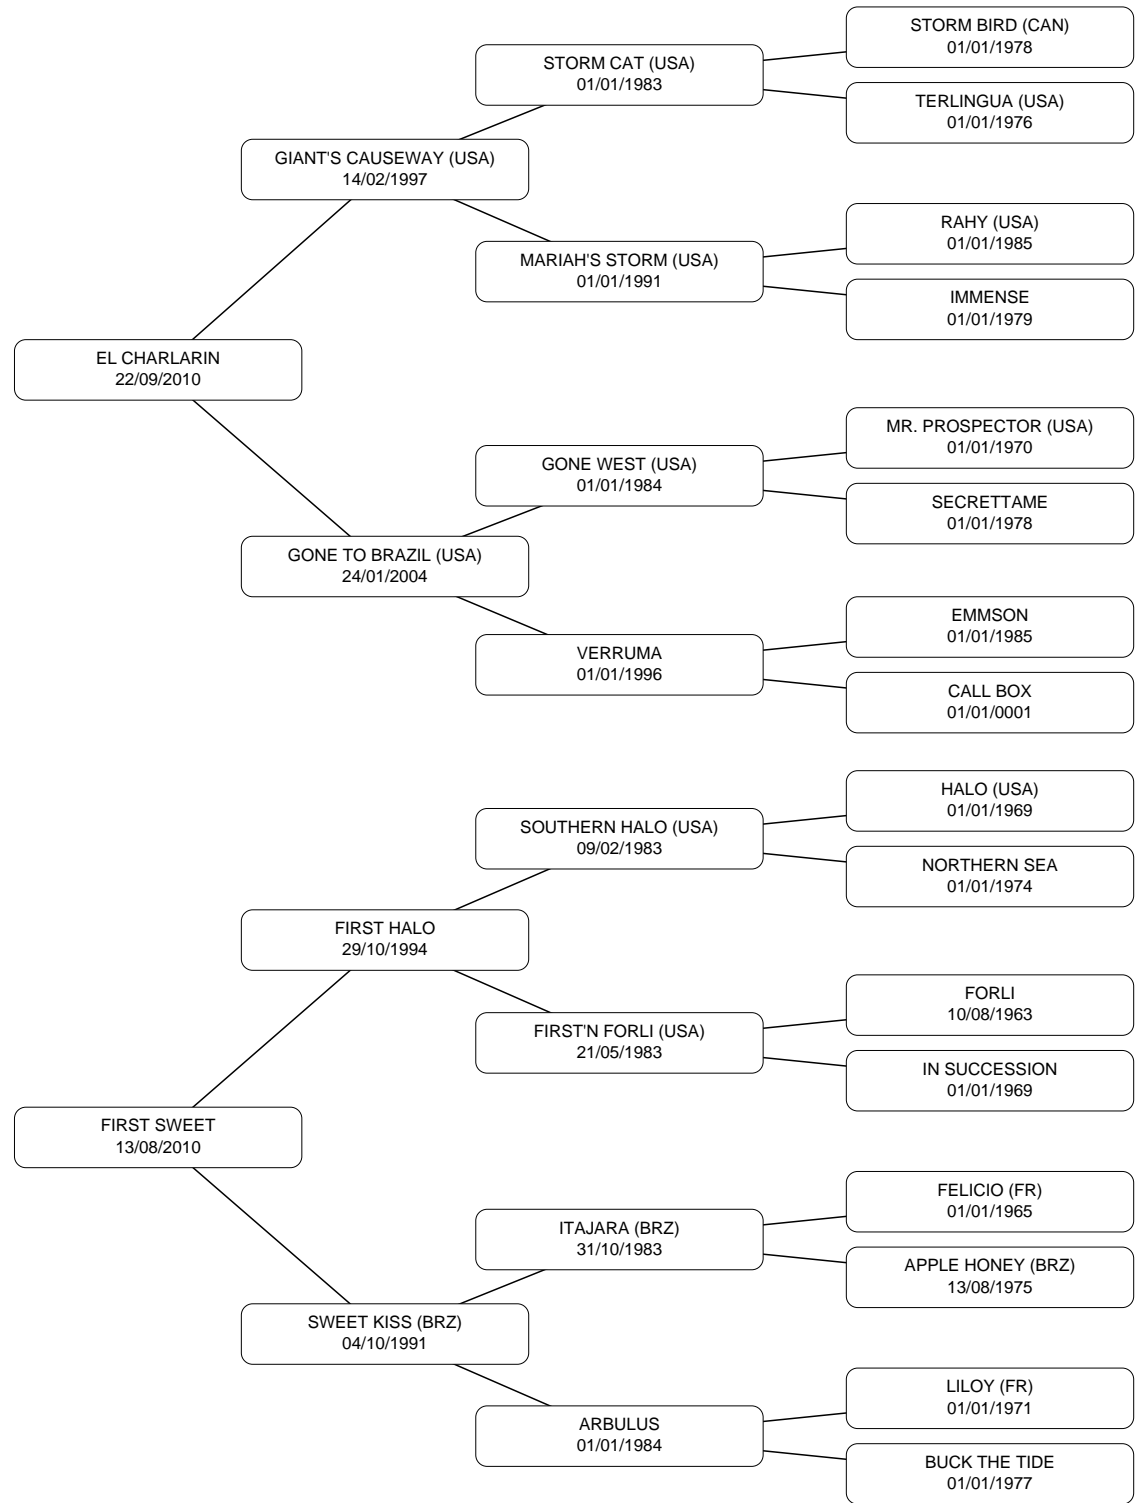 STORM BIRD (CAN)
01/01/1978
STORM CAT (USA)
01/01/1983
TERLINGUA (USA)
01/01/1976
GIANT'S CAUSEWAY (USA)
14/02/1997
RAHY (USA)
01/01/1985
MARIAH'S STORM (USA)
01/01/1991
IMMENSE
01/01/1979
EL CHARLARIN
22/09/2010
MR. PROSPECTOR (USA)
01/01/1970
GONE WEST (USA)
01/01/1984
SECRETTAME
01/01/1978
GONE TO BRAZIL (USA)
24/01/2004
EMMSON
01/01/1985
VERRUMA
01/01/1996
CALL BOX
01/01/0001
HALO (USA)
01/01/1969
SOUTHERN HALO (USA)
09/02/1983
NORTHERN SEA
01/01/1974
FIRST HALO
29/10/1994
FORLI
10/08/1963
FIRST'N FORLI (USA)
21/05/1983
IN SUCCESSION
01/01/1969
FIRST SWEET
13/08/2010
FELICIO (FR)
01/01/1965
ITAJARA (BRZ)
31/10/1983
APPLE HONEY (BRZ)
13/08/1975
SWEET KISS (BRZ)
04/10/1991
LILOY (FR)
01/01/1971
ARBULUS
01/01/1984
BUCK THE TIDE
01/01/1977